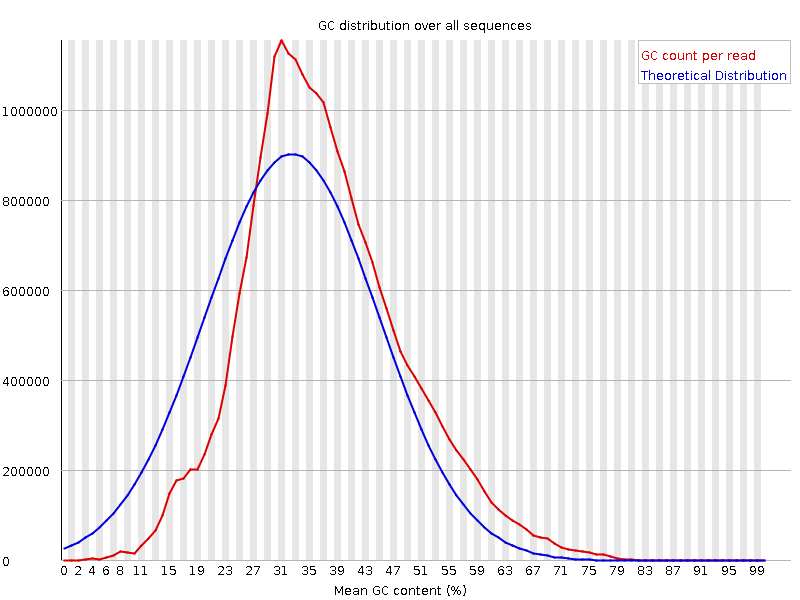 GC distribution over all sequences
GC count per read
Theoretical Distribution
1000000
800000
600000
400000
200000
0
0 2 4 6 8 11 15 19 23 27 31 35 39 43 47 51 55 59 63 67 71 75 79 83 87 91 95 99
Mean GC content (%)